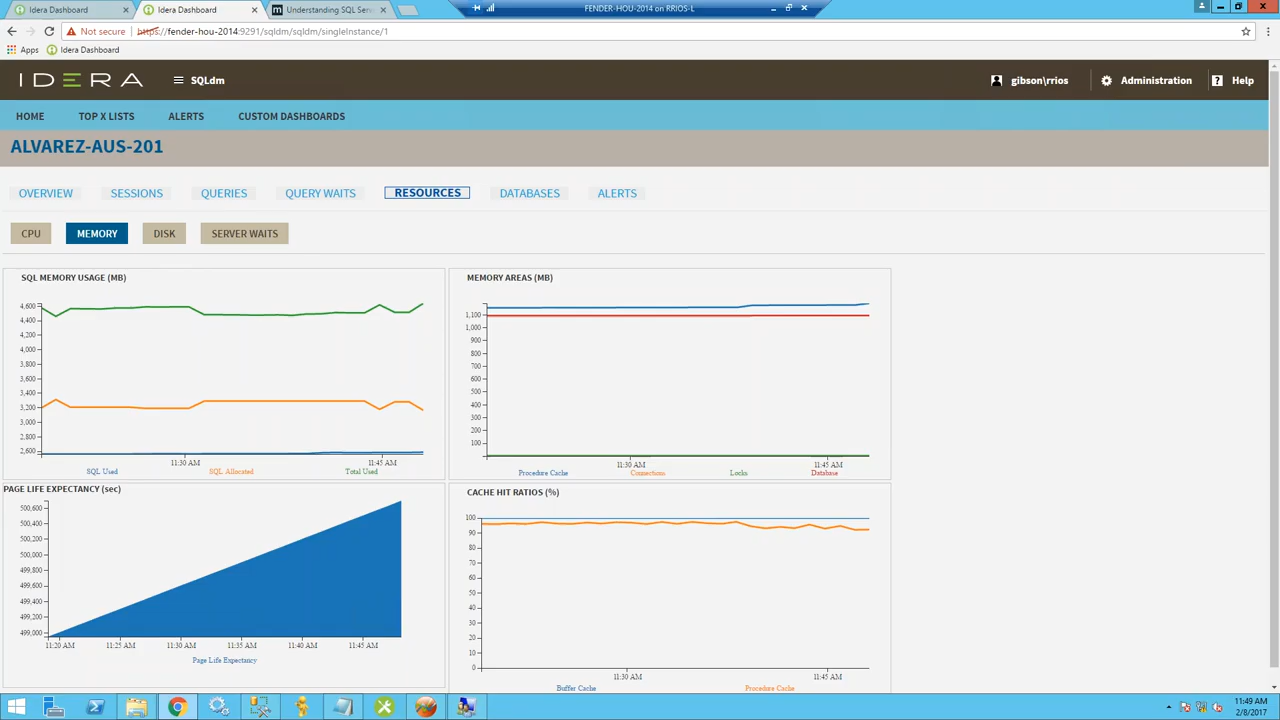 Idera Dashboard × Idera Dashboard × Understanding SQL Serv ×
FENDER-HOU-2014 on RRIOS-L
Not secure https://fender-hou-2014:9291/sqldm/sqldm/singleInstance/1
Apps Idera Dashboard
IDERA SQLdm gibson\rrios Administration ? Help
HOME TOP X LISTS ALERTS CUSTOM DASHBOARDS
ALVAREZ-AUS-201
OVERVIEW SESSIONS QUERIES QUERY WAITS RESOURCES DATABASES ALERTS
CPU MEMORY DISK SERVER WAITS
SQL MEMORY USAGE (MB)
4,600
4,400
4,200
4,000
3,800
3,600
3,400
3,200
3,000
2,800
2,600
11:30 AM 11:45 AM
SQL Used SQL Allocated Total Used
MEMORY AREAS (MB)
1,100
1,000
900
800
700
600
500
400
300
200
100
11:30 AM 11:45 AM
Procedure Cache Connections Locks Database
PAGE LIFE EXPECTANCY (sec)
500,600
500,400
500,200
500,000
499,800
499,600
499,400
499,200
499,000
11:20 AM 11:25 AM 11:30 AM 11:35 AM 11:40 AM 11:45 AM
Page Life Expectancy
CACHE HIT RATIOS (%)
100
90
80
70
60
50
40
30
20
10
0
11:30 AM 11:45 AM
Buffer Cache Procedure Cache
11:49 AM
2/8/2017